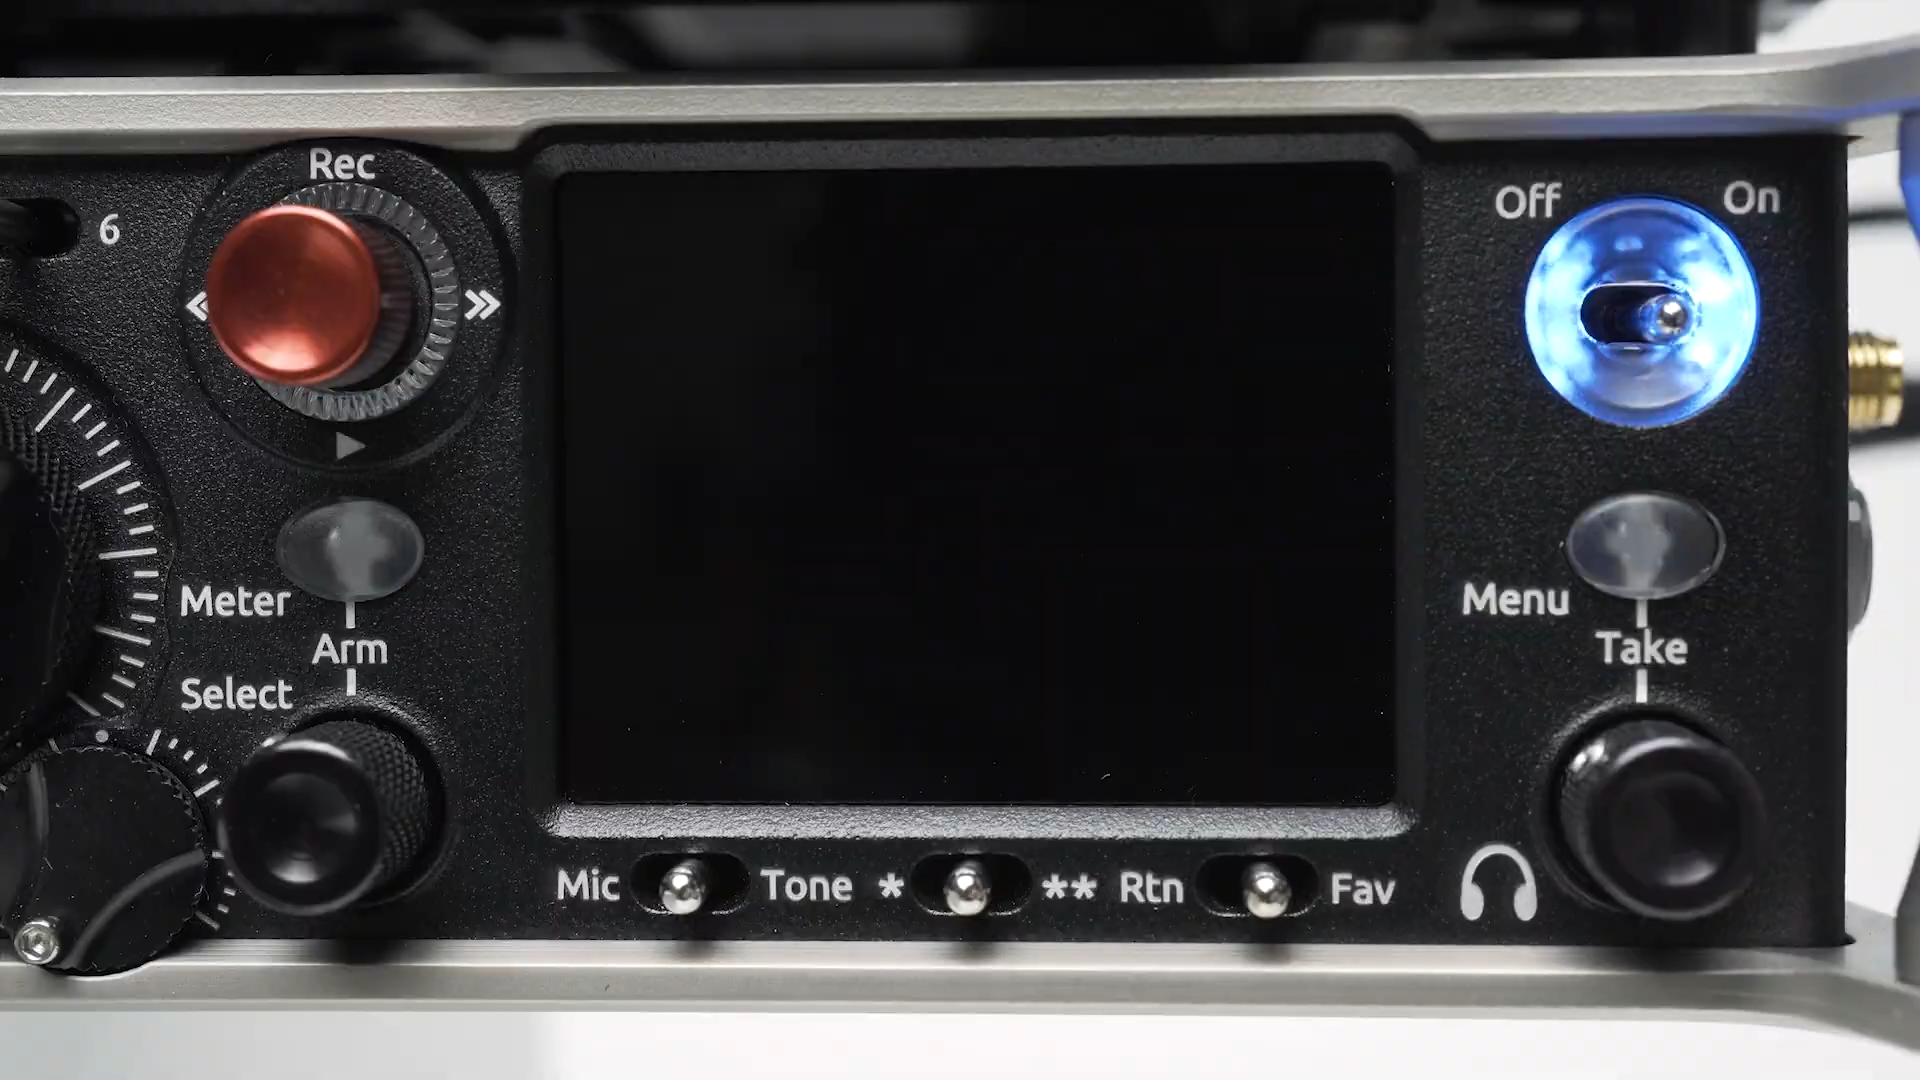 Rec
Off On
6
Meter
Arm
Select
Menu
Take
Mic Tone * ** Rtn Fav